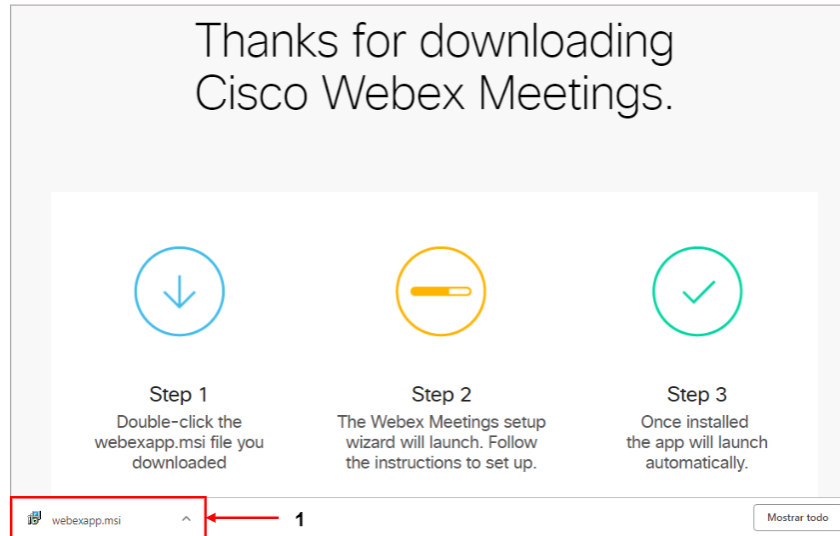 Thanks for downloading
Cisco Webex Meetings.
Step 1
Double-click the
webexapp.msi file you
downloaded
Step 2
The Webex Meetings setup
wizard will launch. Follow
the instructions to set up.
Step 3
Once installed
the app will launch
automatically.
webexapp.msi
1
Mostrar todo